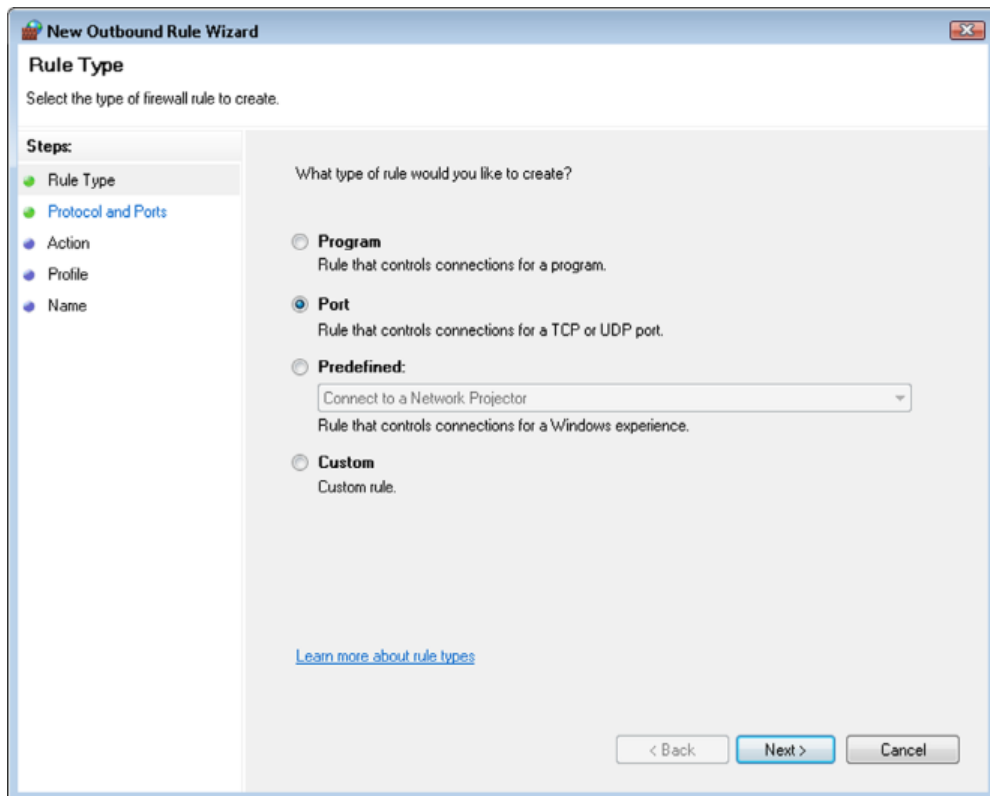 New Outbound Rule Wizard
Rule Type
Select the type of firewall rule to create.
Steps:
Rule Type
Protocol and Ports
Action
Profile
Name
What type of rule would you like to create?
Program
Rule that controls connections for a program.
Port
Rule that controls connections for a TCP or UDP port.
Predefined:
Connect to a Network Projector
Rule that controls connections for a Windows experience.
Custom
Custom rule.
Learn more about rule types
< Back Next > Cancel